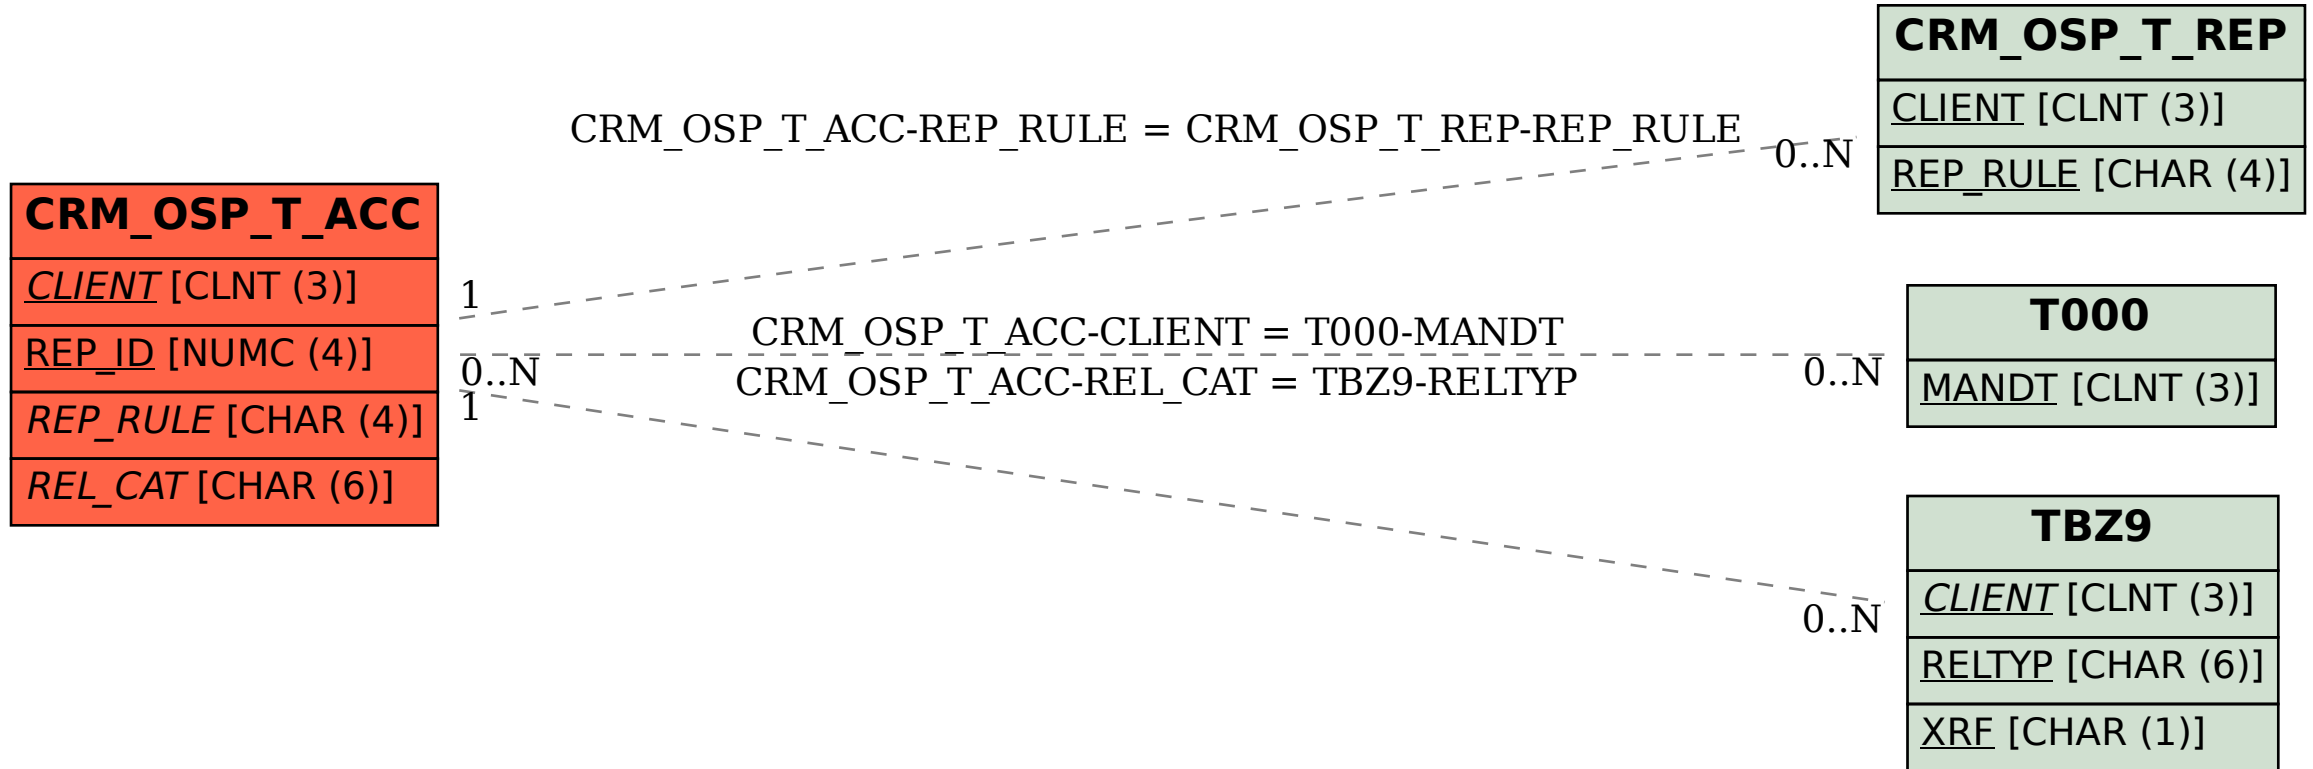 CRM_OSP_T_ACC
CLIENT [CLNT (3)]
REP_ID [NUMC (4)]
REP_RULE [CHAR (4)]
REL_CAT [CHAR (6)]
CRM_OSP_T_ACC-REP_RULE = CRM_OSP_T_REP-REP_RULE
1
0..N
CRM_OSP_T_ACC-CLIENT = T000-MANDT
0..N
0..N
CRM_OSP_T_ACC-REL_CAT = TBZ9-RELTYP
1
0..N
CRM_OSP_T_REP
CLIENT [CLNT (3)]
REP_RULE [CHAR (4)]
T000
MANDT [CLNT (3)]
TBZ9
CLIENT [CLNT (3)]
RELTYP [CHAR (6)]
XRF [CHAR (1)]